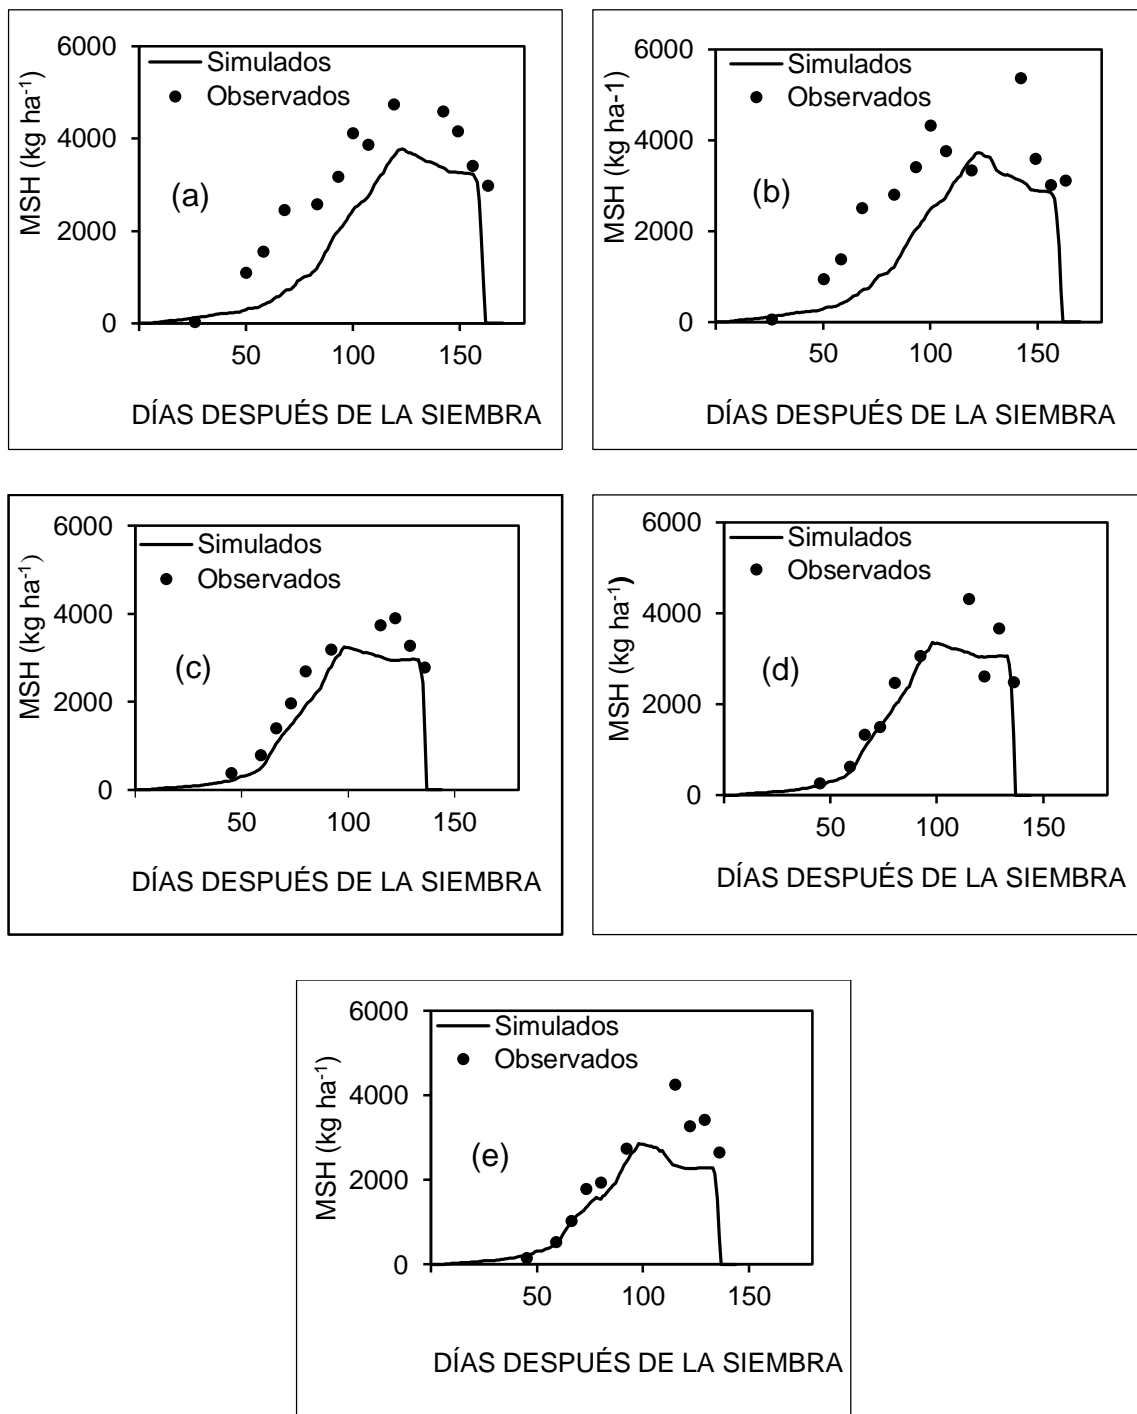 6000
4000
2000
0
MSH (kg ha-1)
Simulados
Observados
(a)
50
100
150
DÍAS DESPUÉS DE LA SIEMBRA
6000
4000
2000
0
MSH (kg ha-1)
Simulados
Observados
(b)
50
100
150
DÍAS DESPUÉS DE LA SIEMBRA
6000
4000
2000
0
MSH (kg ha-1)
Simulados
Observados
(c)
50
100
150
DÍAS DESPUÉS DE LA SIEMBRA
6000
4000
2000
0
MSH (kg ha-1)
Simulados
Observados
(d)
50
100
150
DÍAS DESPUÉS DE LA SIEMBRA
6000
4000
2000
0
MSH (kg ha-1)
Simulados
Observados
(e)
50
100
150
DÍAS DESPUÉS DE LA SIEMBRA